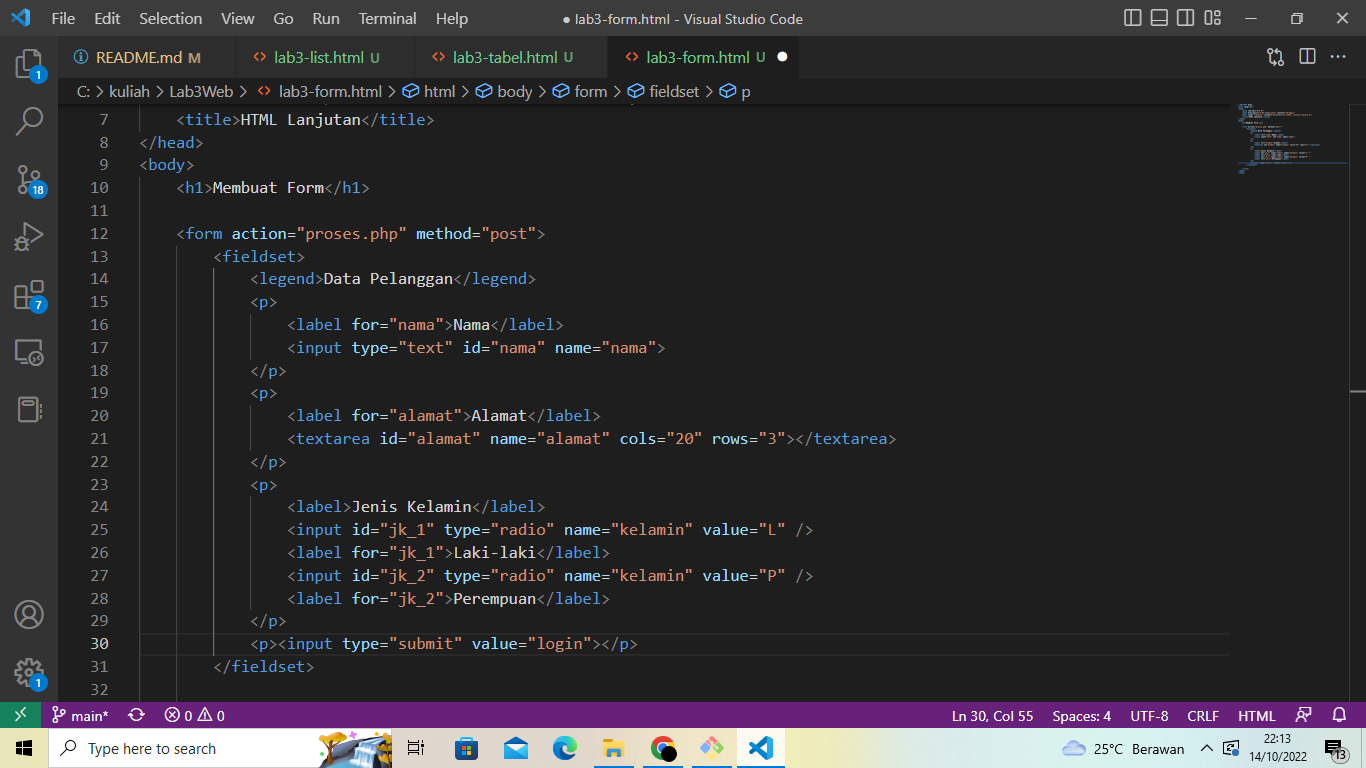 File Edit Selection View Go Run Terminal Help ● lab3-form.html - Visual Studio Code
README.md M lab3-list.html U lab3-tabel.html U lab3-form.html U
1
C: > kuliah > Lab3Web > lab3-form.html > html > body > form > fieldset > p
7 <title>HTML Lanjutan</title>
8 </head>
9 <body>
10 <h1>Membuat Form</h1>
11
12 <form action="proses.php" method="post">
13 <fieldset>
14 <legend>Data Pelanggan</legend>
15 <p>
16 <label for="nama">Nama</label>
17 <input type="text" id="nama" name="nama">
18 </p>
19 <p>
20 <label for="alamat">Alamat</label>
21 <textarea id="alamat" name="alamat" cols="20" rows="3"></textarea>
22 </p>
23 <p>
24 <label>Jenis Kelamin</label>
25 <input id="jk_1" type="radio" name="kelamin" value="L" />
26 <label for="jk_1">Laki-laki</label>
27 <input id="jk_2" type="radio" name="kelamin" value="P" />
28 <label for="jk_2">Perempuan</label>
29 </p>
30 <p><input type="submit" value="login"></p>
31 </fieldset>
32
18
7
1
main* 0 0 Ln 30, Col 55 Spaces: 4 UTF-8 CRLF HTML
Type here to search
25°C Berawan
22:13
14/10/2022
13